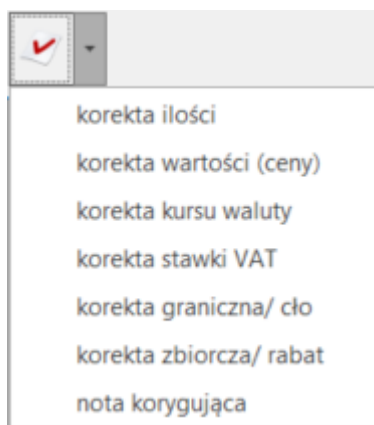 korekta ilości
korekta wartości (ceny)
korekta kursu waluty
korekta stawki VAT
korekta graniczna/ cło
korekta zbiorcza/ rabat
nota korygująca